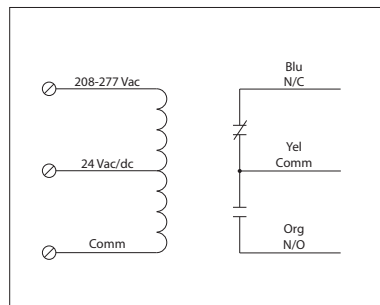 208-277 Vac
24 Vac/dc
Comm
Blu
N/C
Yel
Comm
Org
N/O